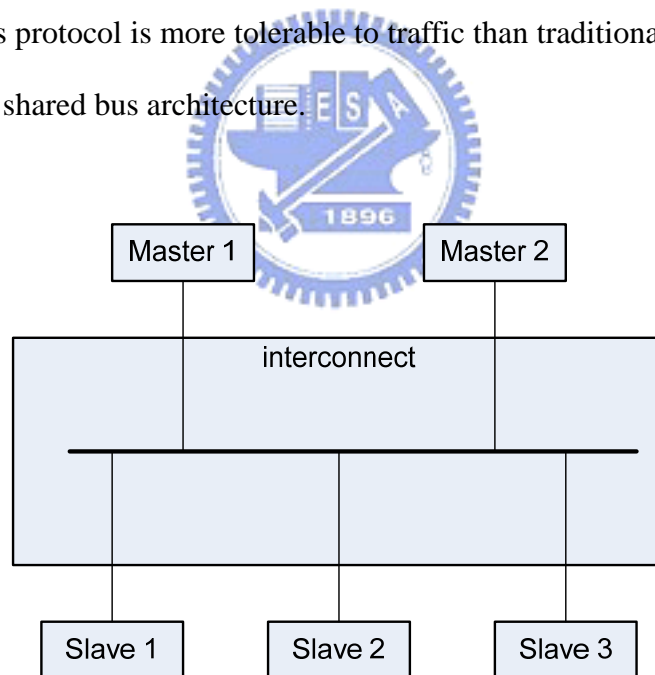 s protocol is more tolerable to traffic than traditiona
shared bus architecture.
E S A
1896
Master 1 Master 2
interconnect
Slave 1 Slave 2 Slave 3